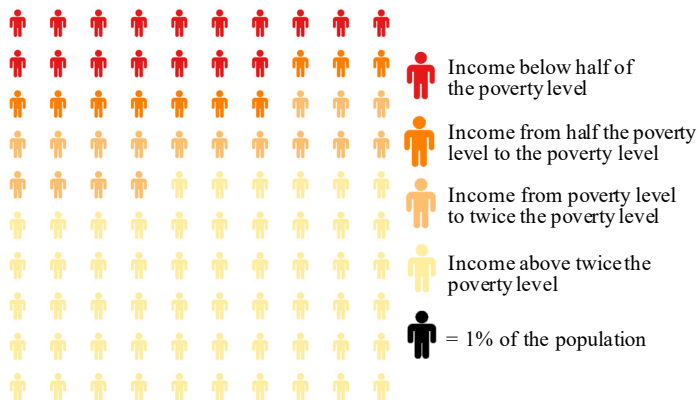 Income below half of
the poverty level
Income from half the poverty
level to the poverty level
Income from poverty level
to twice the poverty level
Income above twice the
poverty level
= 1% of the population